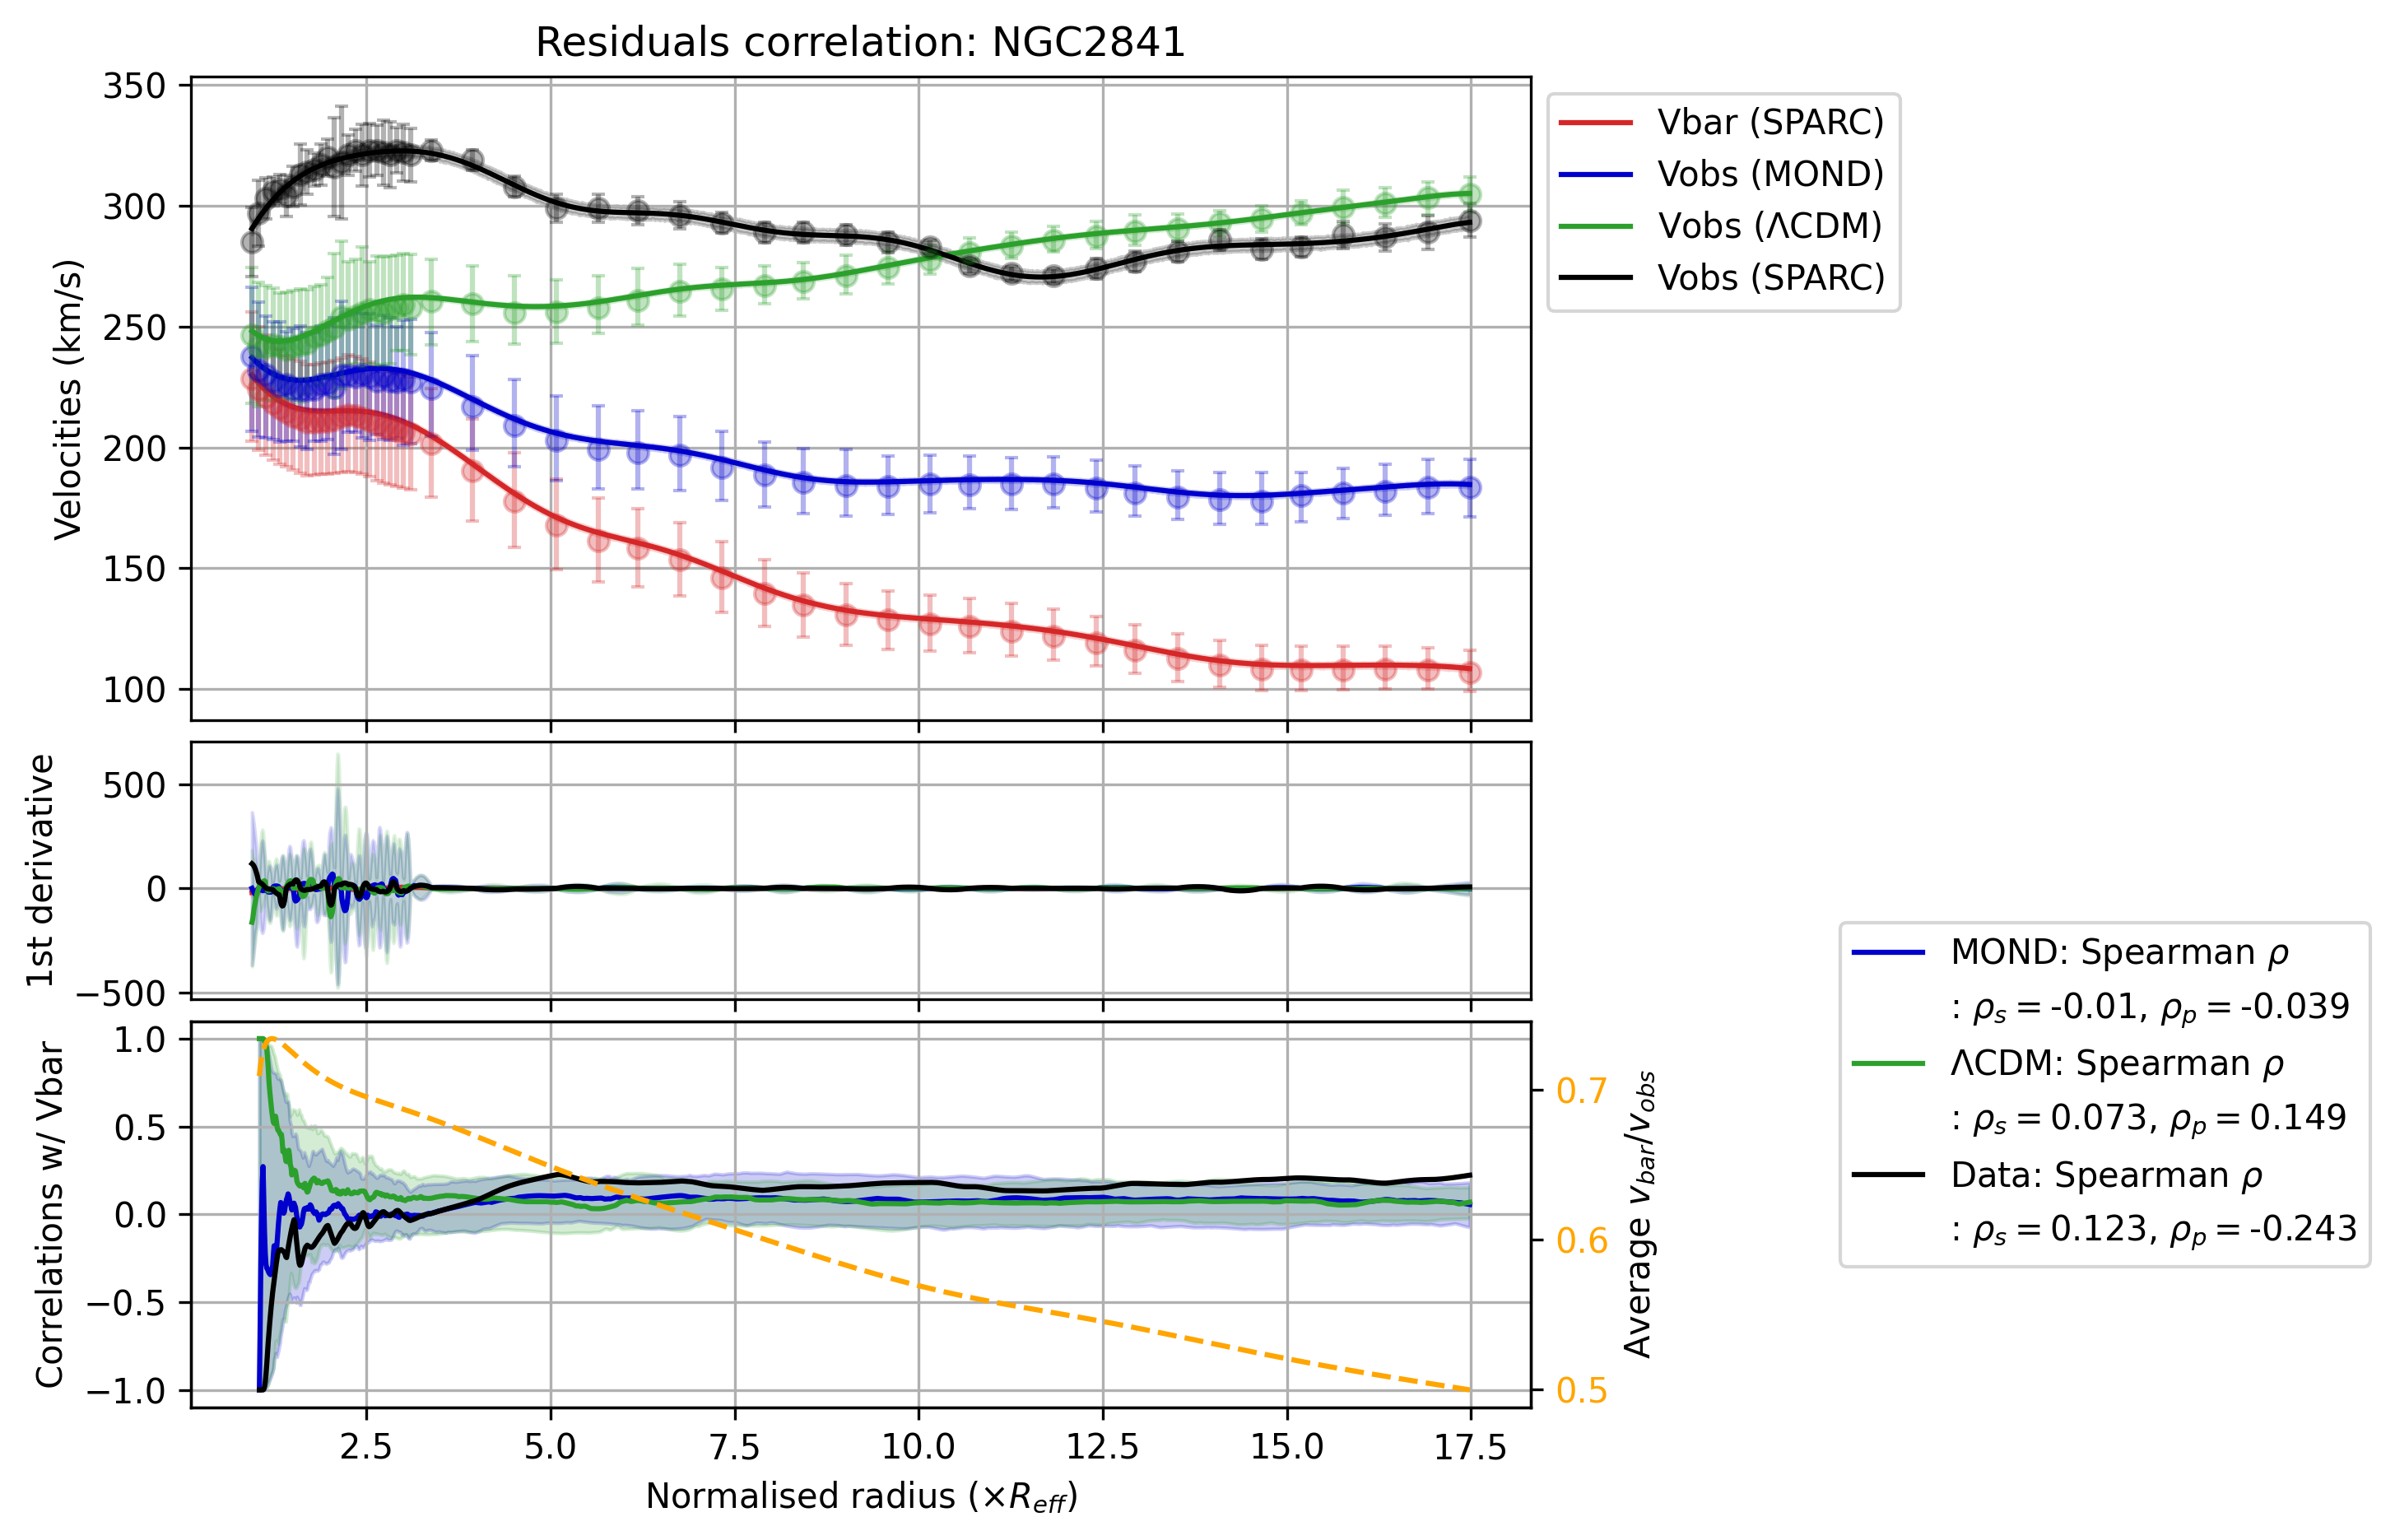 Residuals correlation: NGC2841
350
300
250
200
150
100
Velocities (km/s)
Vbar (SPARC)
Vobs (MOND)
Vobs (ΛCDM)
Vobs (SPARC)
500
0
−500
1st derivative
1.0
0.5
0.0
−0.5
−1.0
Correlations w/ Vbar
0.7
0.6
0.5
Average v_bar/v_obs
MOND: Spearman ρ
: ρ_s = -0.01, ρ_p = -0.039
ΛCDM: Spearman ρ
: ρ_s = 0.073, ρ_p = 0.149
Data: Spearman ρ
: ρ_s = 0.123, ρ_p = -0.243
2.5 5.0 7.5 10.0 12.5 15.0 17.5
Normalised radius (×R_eff)